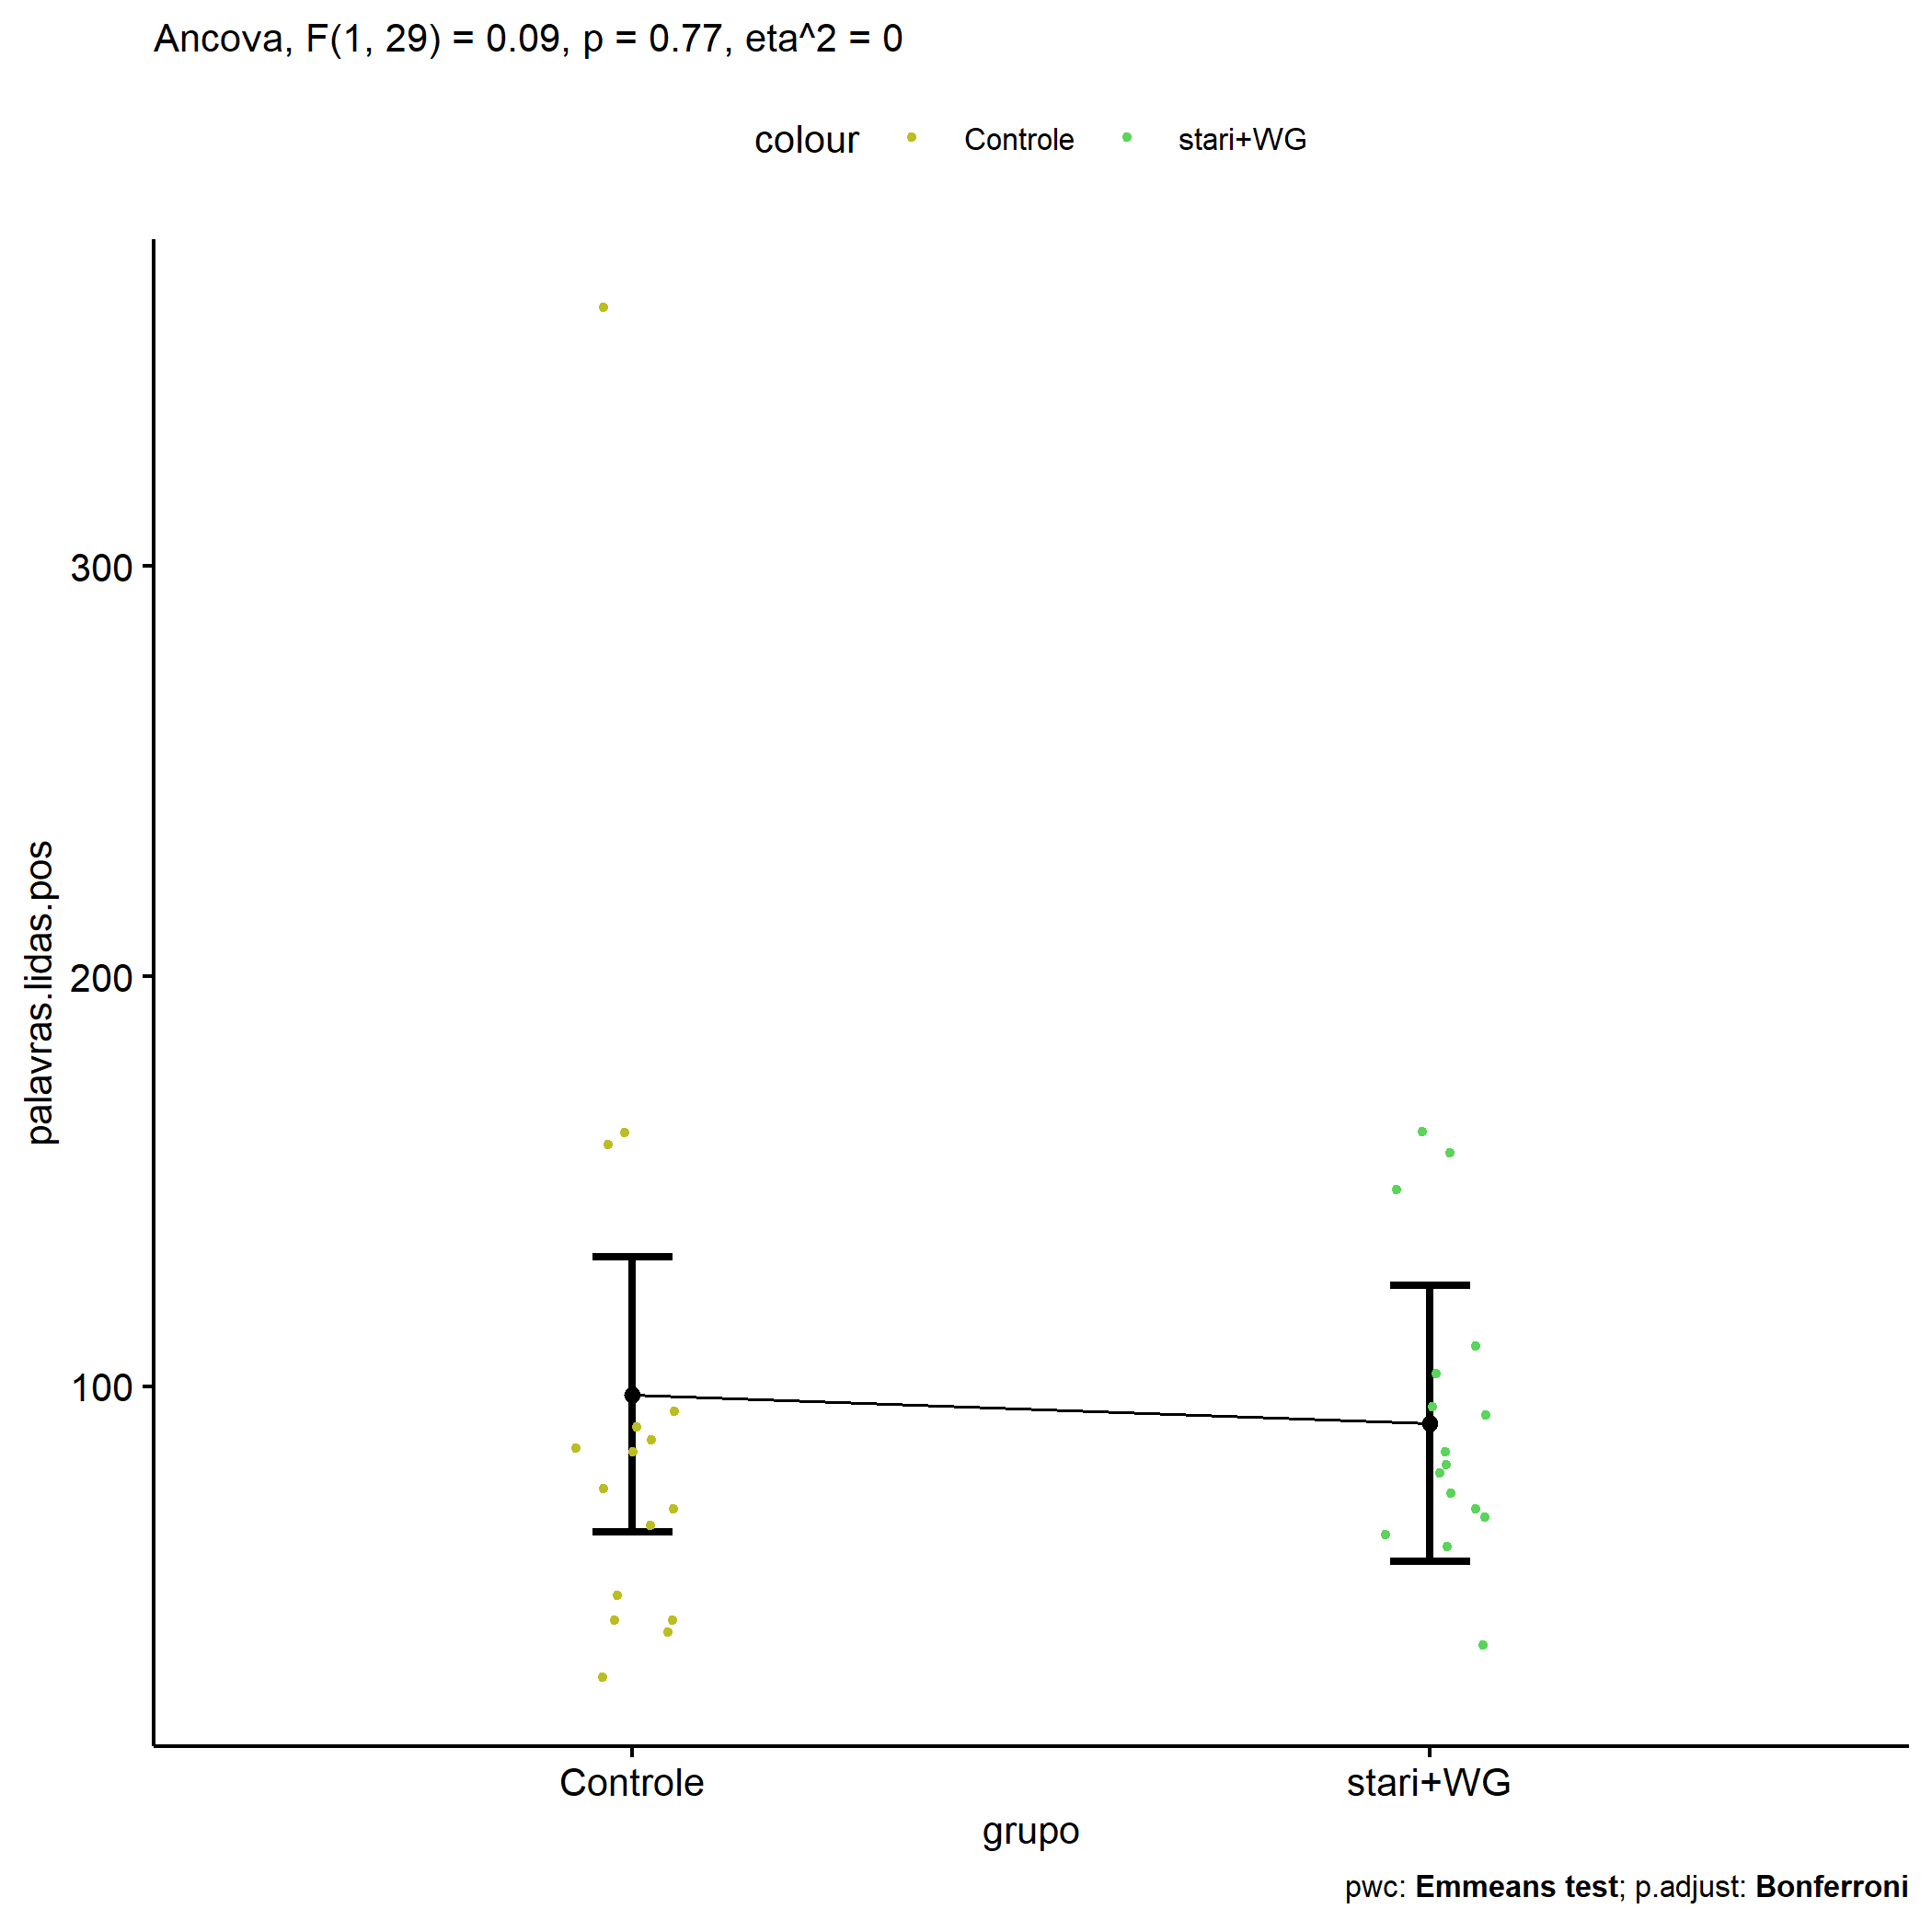 Ancova, F(1, 29) = 0.09, p = 0.77, eta^2 = 0
colour Controle stari+WG
300
200
100
palavras.lidas.pos
Controle stari+WG
grupo
pwc: Emmeans test; p.adjust: Bonferroni